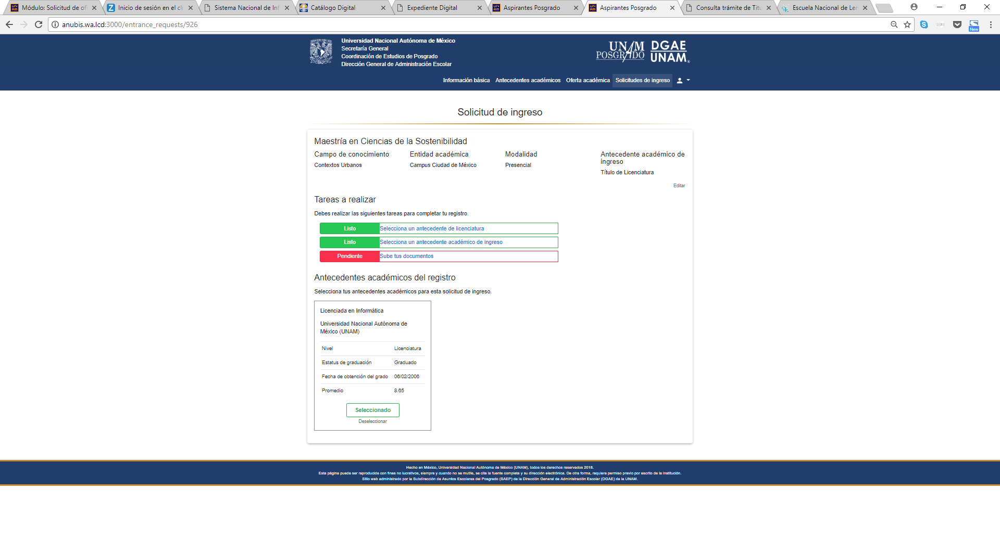 Módulo: Solicitud de of
Inicio de sesión en el cl
Sistema Nacional de Inf
Catálogo Digital
Expediente Digital
Aspirantes Posgrado
Aspirantes Posgrado
Consulta trámite de Titu
Escuela Nacional de Len
anubis.wa.lcd:3000/entrance_requests/926
New
Universidad Nacional Autónoma de México
Secretaría General
Coordinación de Estudios de Posgrado
Dirección General de Administración Escolar
UNAM POSGRADO
DGAE UNAM
Información básica
Antecedentes académicos
Oferta académica
Solicitudes de ingreso
Solicitud de ingreso
Maestría en Ciencias de la Sostenibilidad
Campo de conocimiento
Contextos Urbanos
Entidad académica
Campus Ciudad de México
Modalidad
Presencial
Antecedente académico de
ingreso
Título de Licenciatura
Editar
Tareas a realizar
Debes realizar las siguientes tareas para completar tu registro.
Listo Selecciona un antecedente de licenciatura
Listo Selecciona un antecedente académico de ingreso
Pendiente Sube tus documentos
Antecedentes académicos del registro
Selecciona tus antecedentes académicos para esta solicitud de ingreso.
Licenciada en Informática
Universidad Nacional Autónoma de
México (UNAM)
Nivel Licenciatura
Estatus de graduación Graduado
Fecha de obtención del grado 06/02/2006
Promedio 8.65
Seleccionado
Deseleccionar
Hecho en México, Universidad Nacional Autónoma de México (UNAM), todos los derechos reservados 2018.
Esta página puede ser reproducida con fines no lucrativos, siempre y cuando no se mutile, se cite la fuente completa y su dirección electrónica. De otra forma, requiere permiso previo por escrito de la institución.
Sitio web administrado por la Subdirección de Asuntos Escolares del Posgrado (SAEP) de la Dirección General de Administración Escolar (DGAE) de la UNAM.